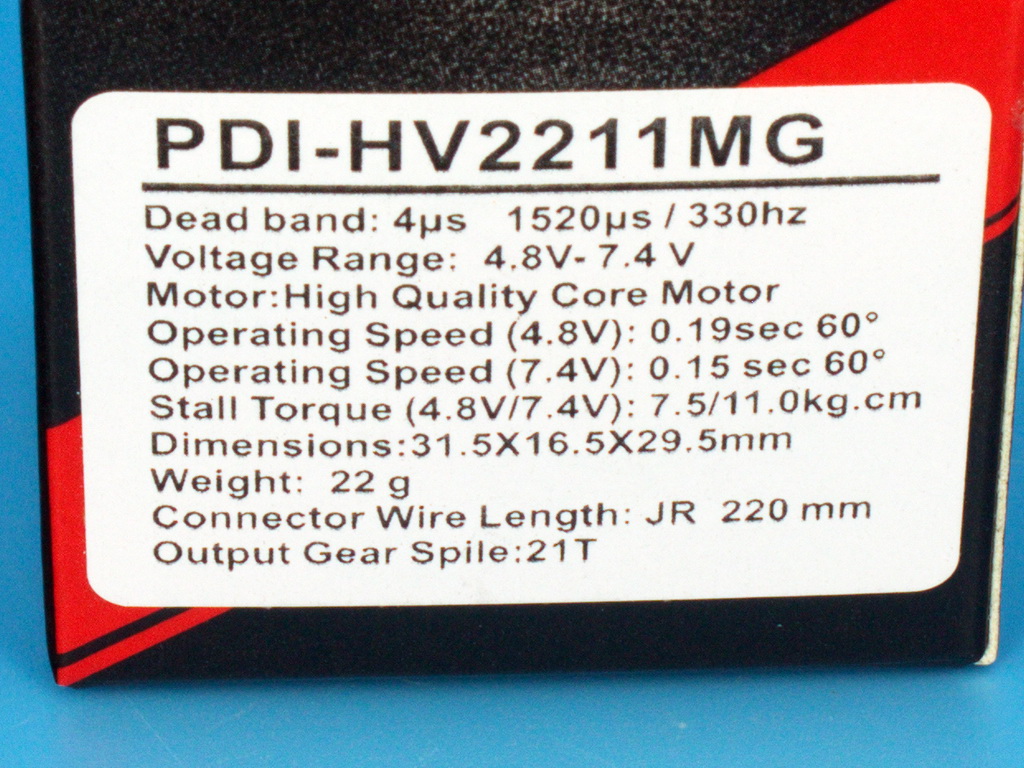 PDI-HV2211MG
Dead band: 4µs 1520µs / 330hz
Voltage Range: 4.8V- 7.4 V
Motor:High Quality Core Motor
Operating Speed (4.8V): 0.19sec 60°
Operating Speed (7.4V): 0.15 sec 60°
Stall Torque (4.8V/7.4V): 7.5/11.0kg.cm
Dimensions:31.5X16.5X29.5mm
Weight: 22 g
Connector Wire Length: JR 220 mm
Output Gear Spile:21T